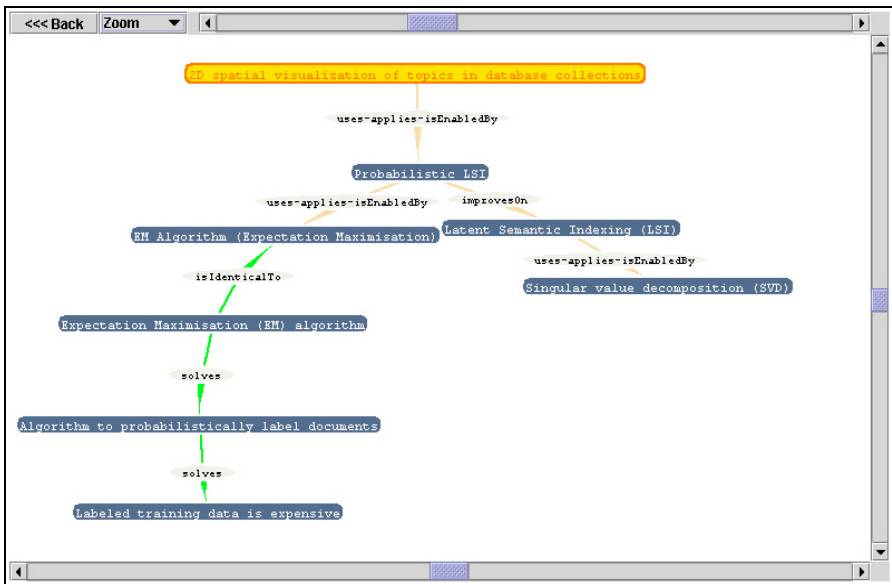 <<< Back Zoom
2D spatial visualization of topics in database collections
uses-applies-isEnabledBy
Probabilistic LSI
uses-applies-isEnabledBy improvesOn
EM Algorithm (Expectation Maximisation) Latent Semantic Indexing (LSI)
uses-applies-isEnabledBy
isIdenticalTo
Singular value decomposition (SVD)
Expectation Maximisation (EM) algorithm
solves
Algorithm to probabilistically label documents
solves
Labeled training data is expensive